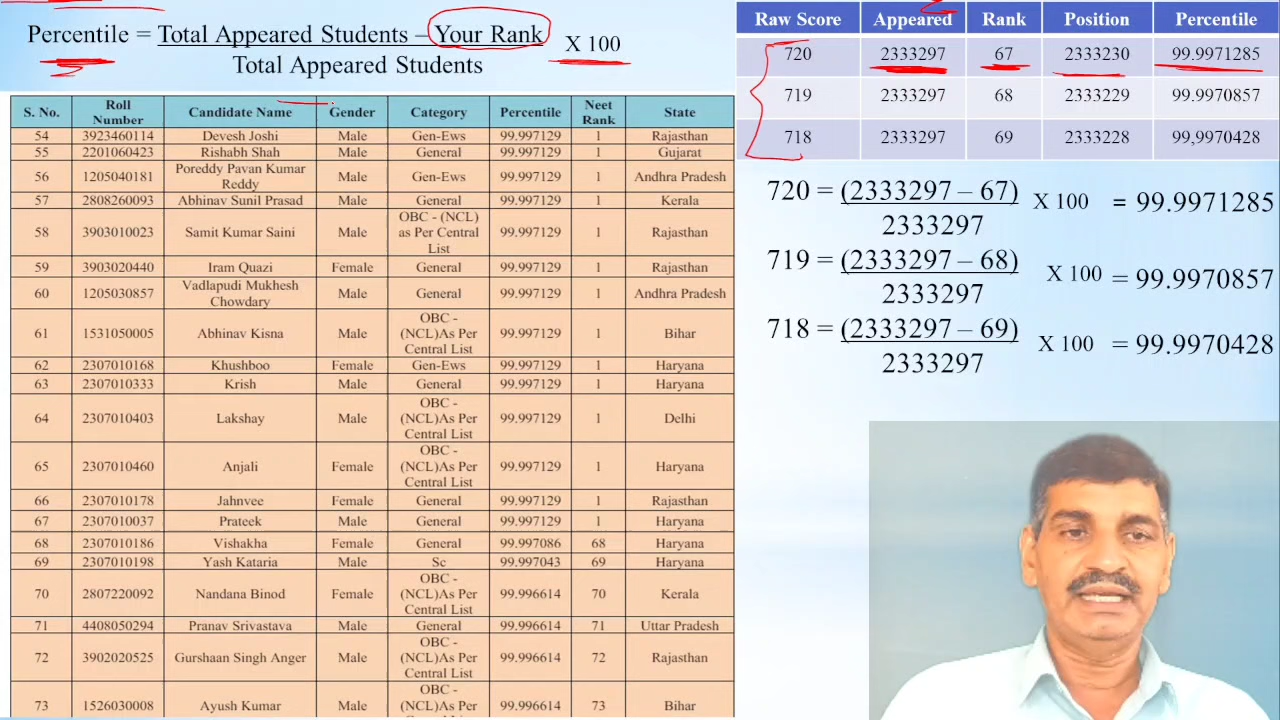 Percentile = Total Appeared Students – Your Rank X 100
Total Appeared Students
S. No. Roll Number Candidate Name Gender Category Percentile Neet Rank State
54 3923460114 Devesh Joshi Male Gen-Ews 99.997129 1 Rajasthan
55 2201060423 Rishabh Shah Male General 99.997129 1 Gujarat
56 1205040181 Poreddy Pavan Kumar Reddy Male Gen-Ews 99.997129 1 Andhra Pradesh
57 2808260093 Abhinav Sunil Prasad Male General 99.997129 1 Kerala
58 3903010023 Samit Kumar Saini Male OBC - (NCL) as Per Central List 99.997129 1 Rajasthan
59 3903020440 Iram Quazi Female General 99.997129 1 Rajasthan
60 1205030857 Vadlapudi Mukhesh Chowdary Male General 99.997129 1 Andhra Pradesh
61 1531050005 Abhinav Kisna Male OBC - (NCL)As Per Central List 99.997129 1 Bihar
62 2307010168 Khushboo Female Gen-Ews 99.997129 1 Haryana
63 2307010333 Krish Male General 99.997129 1 Haryana
64 2307010403 Lakshay Male OBC - (NCL)As Per Central List 99.997129 1 Delhi
65 2307010460 Anjali Female OBC - (NCL)As Per Central List 99.997129 1 Haryana
66 2307010178 Jahnvee Female General 99.997129 1 Rajasthan
67 2307010037 Prateek Male General 99.997129 1 Haryana
68 2307010186 Vishakha Female General 99.997086 68 Haryana
69 2307010198 Yash Kataria Male Sc 99.997043 69 Haryana
70 2807220092 Nandana Binod Female OBC - (NCL)As Per Central List 99.996614 70 Kerala
71 4408050294 Pranav Srivastava Male General 99.996614 71 Uttar Pradesh
72 3902020525 Gurshaan Singh Anger Male OBC - (NCL)As Per Central List 99.996614 72 Rajasthan
73 1526030008 Ayush Kumar Male OBC - (NCL)As Per 99.996614 73 Bihar
Raw Score Appeared Rank Position Percentile
720 2333297 67 2333230 99.9971285
719 2333297 68 2333229 99.9970857
718 2333297 69 2333228 99,9970428
720 = (2333297 – 67) X 100 = 99.9971285
2333297
719 = (2333297 – 68) X 100 = 99.9970857
2333297
718 = (2333297 – 69) X 100 = 99.9970428
2333297